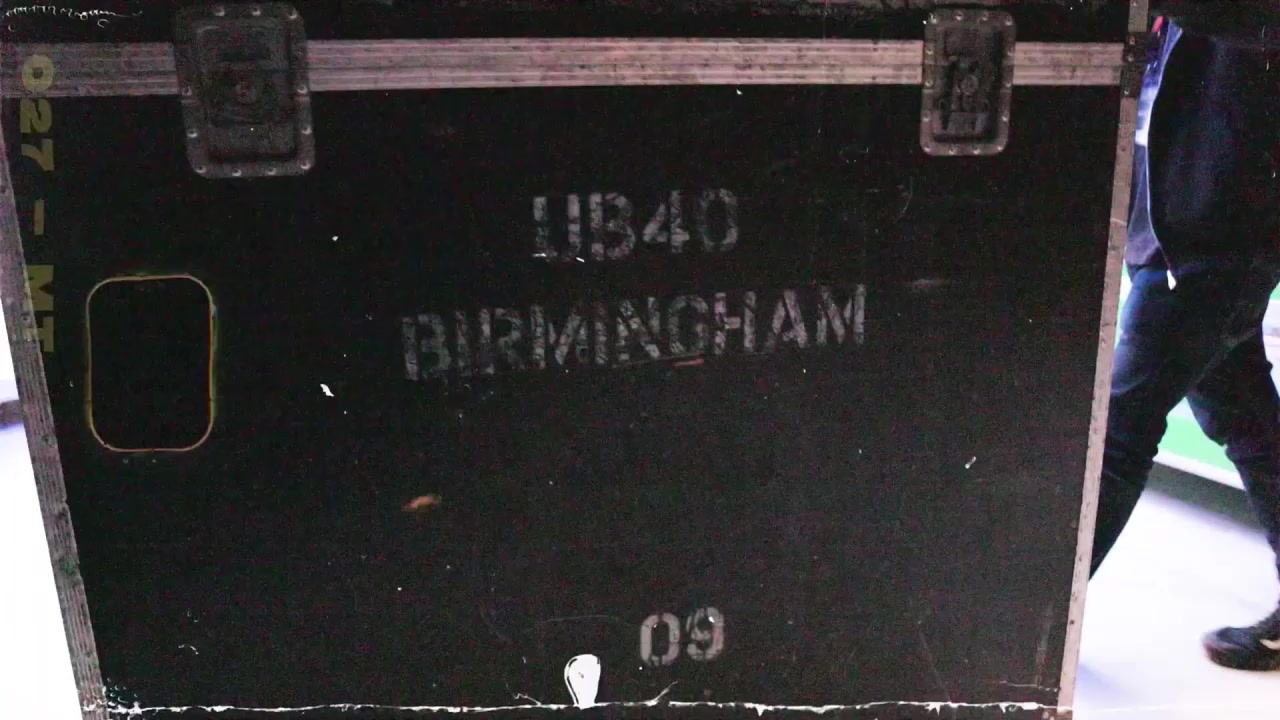 027 - MT
UB40
BIRMINGHAM
09